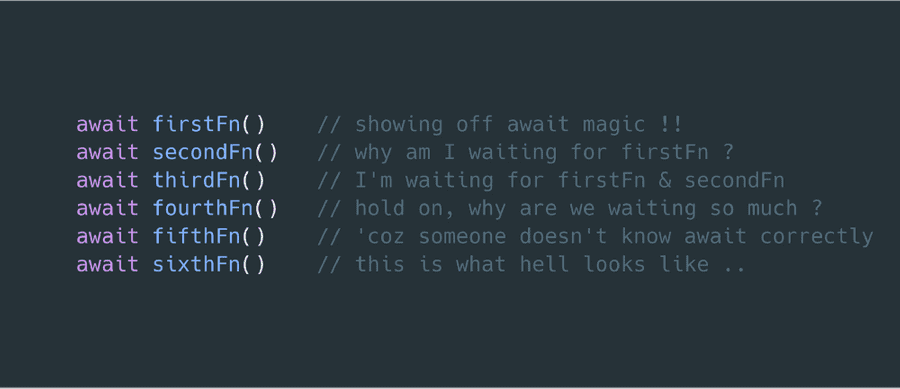 await firstFn()    // showing off await magic !!
await secondFn()   // why am I waiting for firstFn ?
await thirdFn()    // I'm waiting for firstFn & secondFn
await fourthFn()   // hold on, why are we waiting so much ?
await fifthFn()    // 'coz someone doesn't know await correctly
await sixthFn()    // this is what hell looks like ..